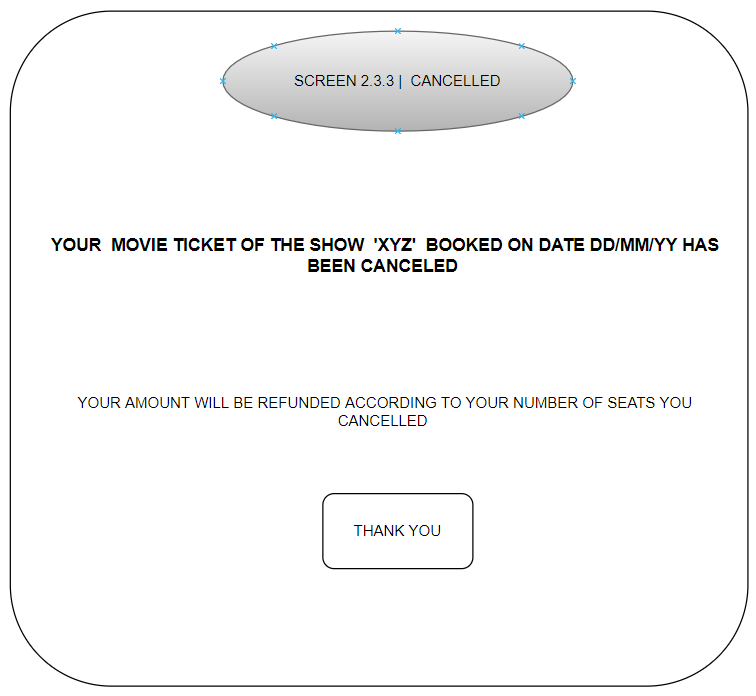 SCREEN 2.3.3 | CANCELLED
YOUR MOVIE TICKET OF THE SHOW 'XYZ' BOOKED ON DATE DD/MM/YY HAS
BEEN CANCELED
YOUR AMOUNT WILL BE REFUNDED ACCORDING TO YOUR NUMBER OF SEATS YOU
CANCELLED
THANK YOU